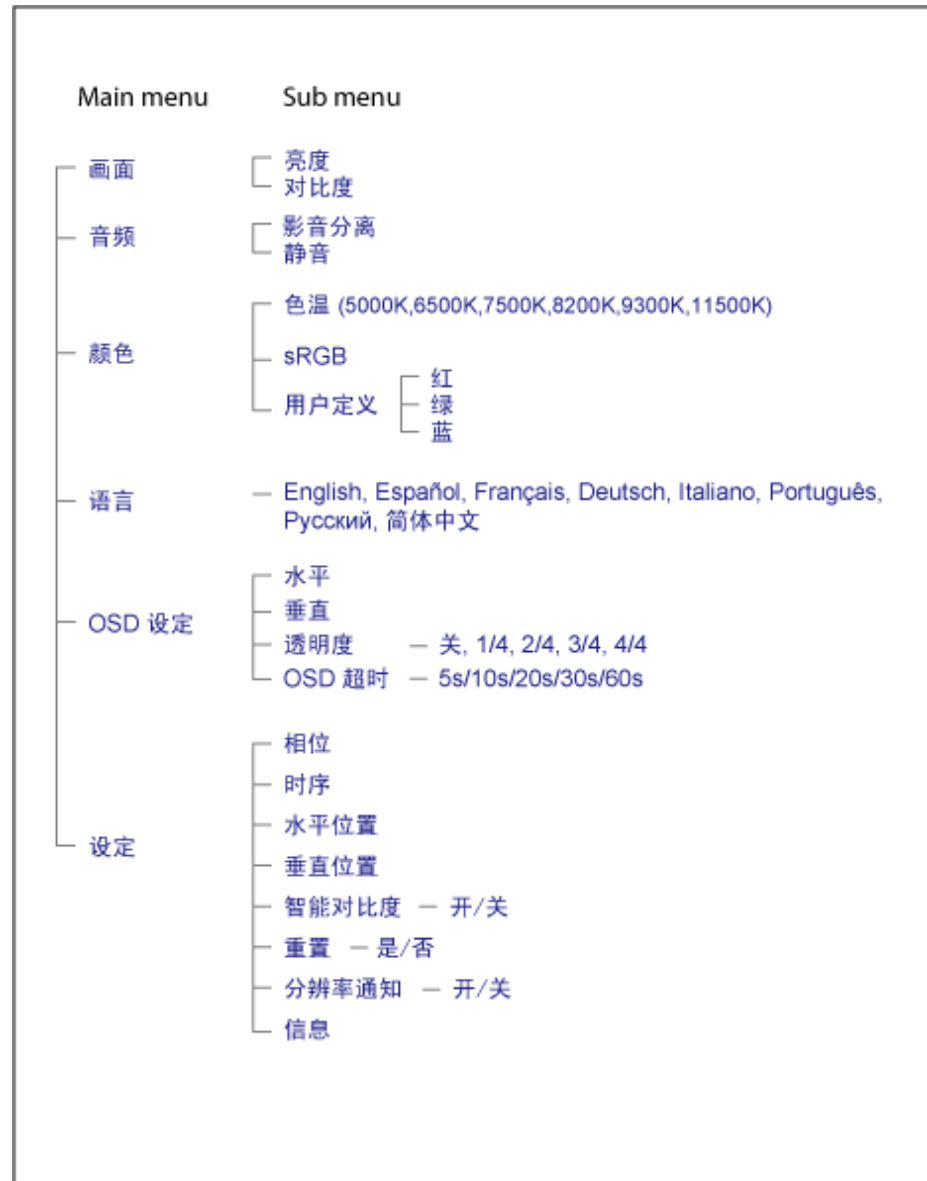 Main menu Sub menu
画面 亮度
对比度
音频 影音分离
静音
色温 (5000K,6500K,7500K,8200K,9300K,11500K)
颜色 sRGB
用户定义 红
绿
蓝
语言 English, Español, Français, Deutsch, Italiano, Português,
Русский, 简体中文
水平
垂直
OSD 设定 透明度 关, 1/4, 2/4, 3/4, 4/4
OSD 超时 5s/10s/20s/30s/60s
相位
时序
水平位置
设定 垂直位置
智能对比度 开/关
重置 是/否
分辨率通知 开/关
信息